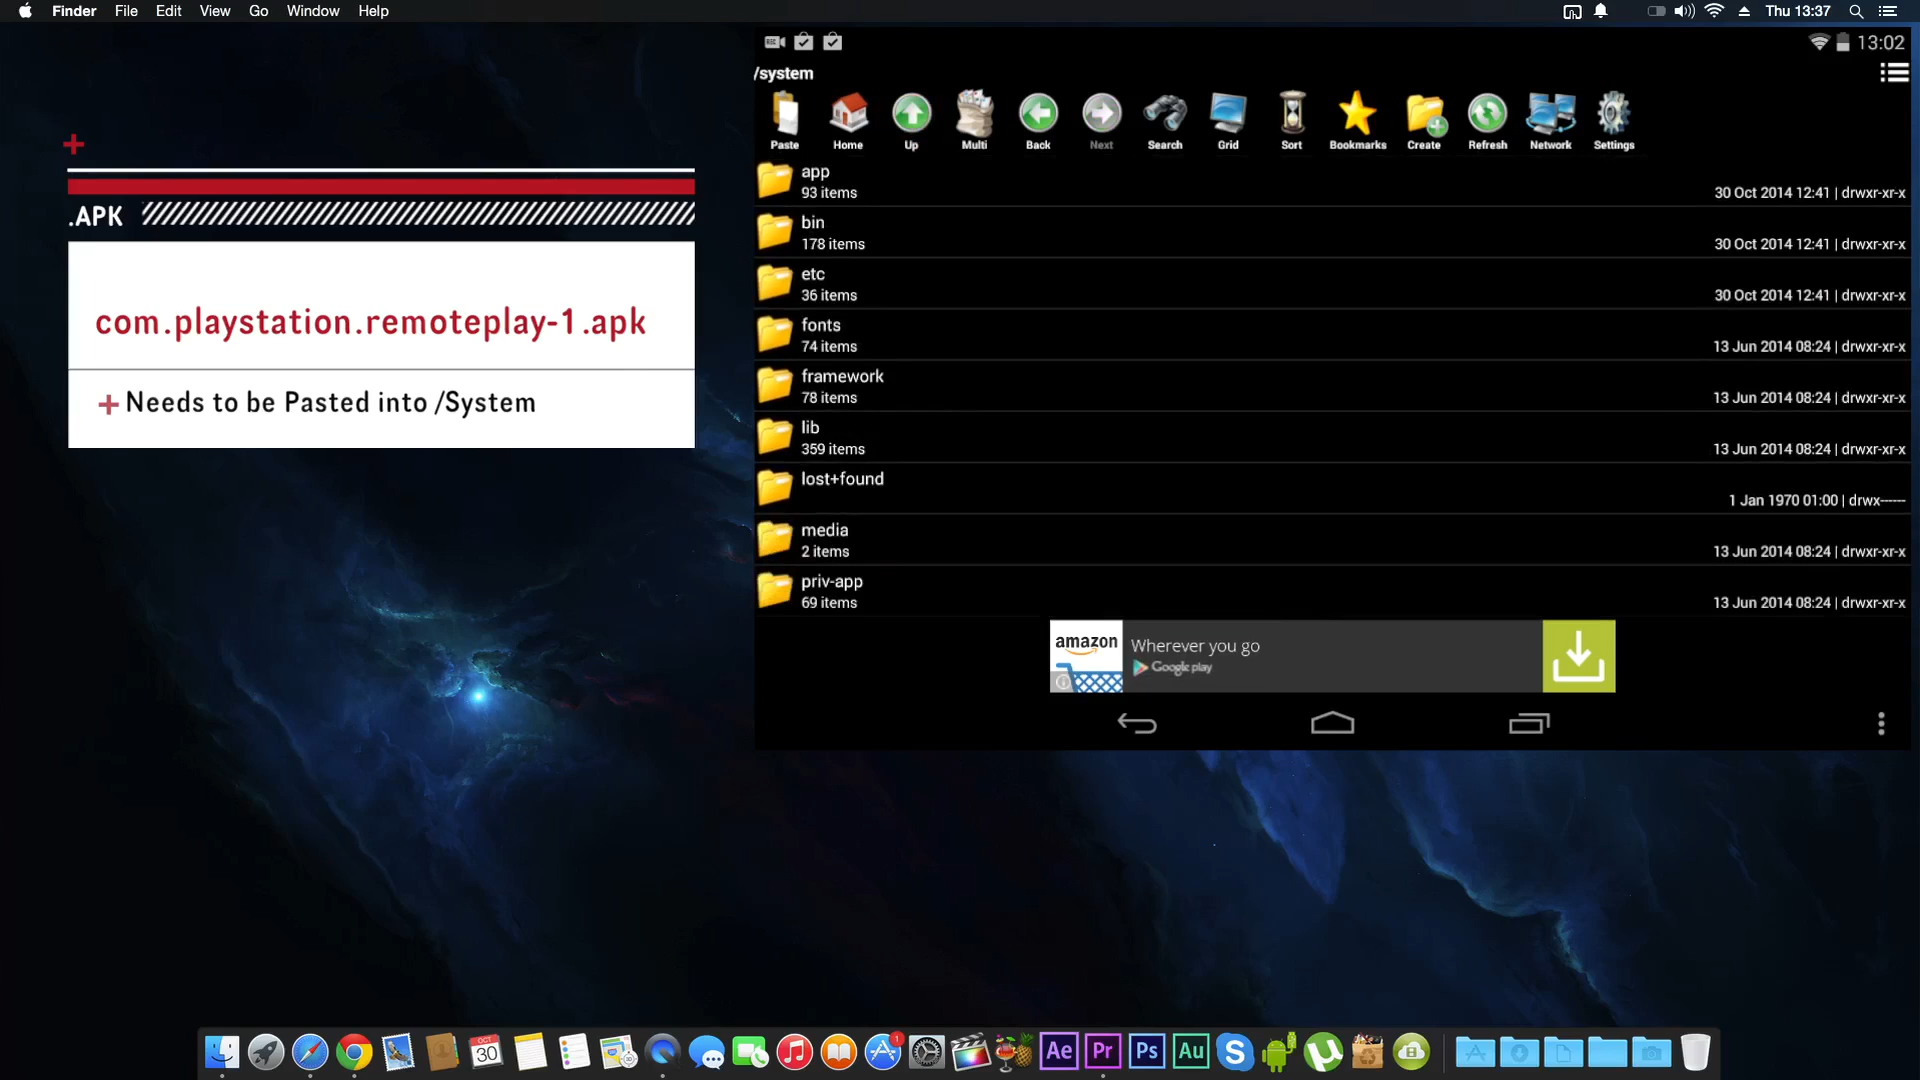 Finder File Edit View Go Window Help
Thu 13:37
REC
13:02
/system
Paste Home Up Multi Back Next Search Grid Sort Bookmarks Create Refresh Network Settings
app
93 items
30 Oct 2014 12:41 | drwxr-xr-x
bin
178 items
30 Oct 2014 12:41 | drwxr-xr-x
etc
36 items
30 Oct 2014 12:41 | drwxr-xr-x
fonts
74 items
13 Jun 2014 08:24 | drwxr-xr-x
framework
78 items
13 Jun 2014 08:24 | drwxr-xr-x
lib
359 items
13 Jun 2014 08:24 | drwxr-xr-x
lost+found
1 Jan 1970 01:00 | drwx------
media
2 items
13 Jun 2014 08:24 | drwxr-xr-x
priv-app
69 items
13 Jun 2014 08:24 | drwxr-xr-x
amazon
Wherever you go
Google play
.APK
com.playstation.remoteplay-1.apk
+ Needs to be Pasted into /System
OCT
30
1
Ae Pr Ps Au